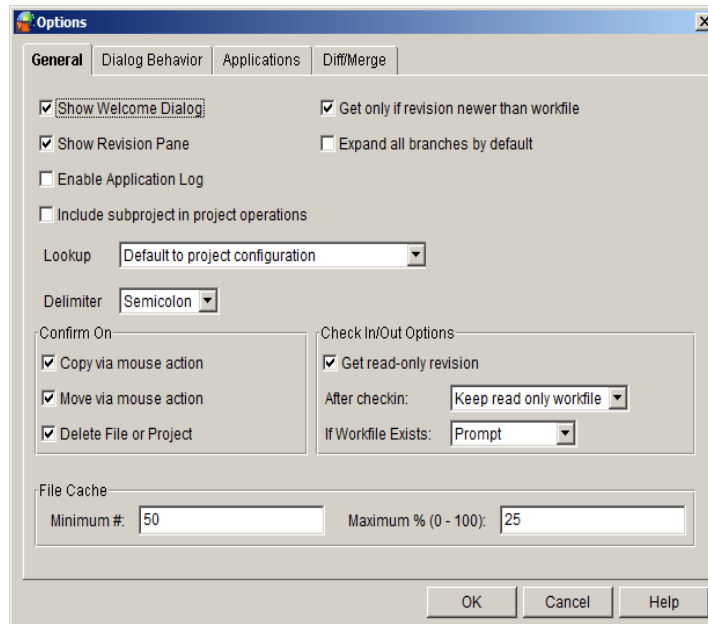 Options
General Dialog Behavior Applications Diff/Merge
Show Welcome Dialog Get only if revision newer than workfile
Show Revision Pane Expand all branches by default
Enable Application Log
Include subproject in project operations
Lookup Default to project configuration
Delimiter Semicolon
Confirm On Check In/Out Options
Copy via mouse action Get read-only revision
Move via mouse action After checkin: Keep read only workfile
Delete File or Project If Workfile Exists: Prompt
File Cache
Minimum #: 50 Maximum % (0 - 100): 25
OK Cancel Help